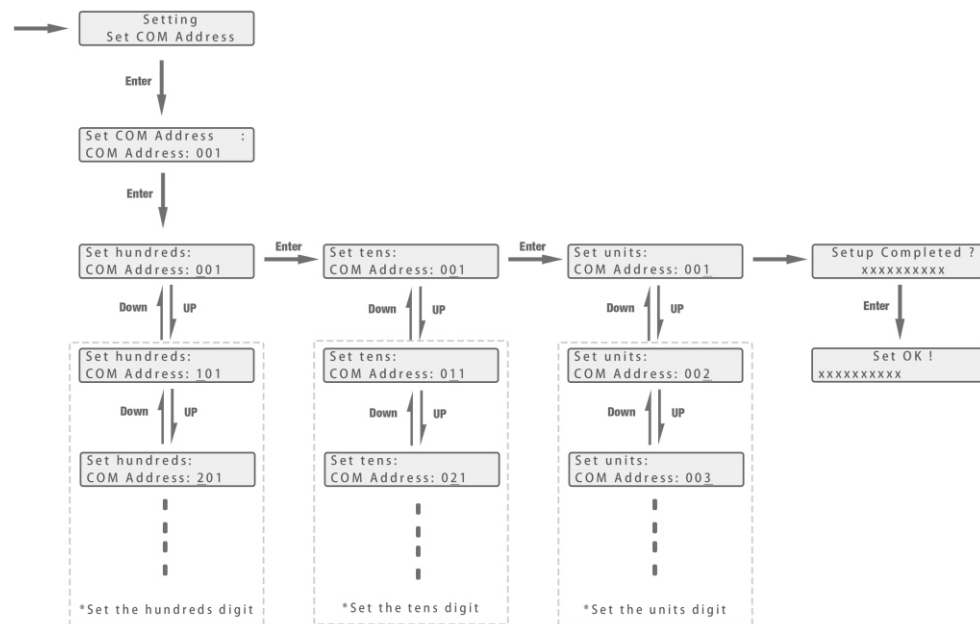 Setting
Set COM Address
Enter
Set COM Address :
COM Address: 001
Enter
Set hundreds:
COM Address: 001
Enter
Set tens:
COM Address: 001
Enter
Set units:
COM Address: 001
Setup Completed ?
xxxxxxxxxx
Down UP
Down UP
Down UP
Enter
Set hundreds:
COM Address: 101
Set tens:
COM Address: 011
Set units:
COM Address: 002
Set OK !
xxxxxxxxxx
Down UP
Down UP
Down UP
Set hundreds:
COM Address: 201
Set tens:
COM Address: 021
Set units:
COM Address: 003
*Set the hundreds digit
*Set the tens digit
*Set the units digit